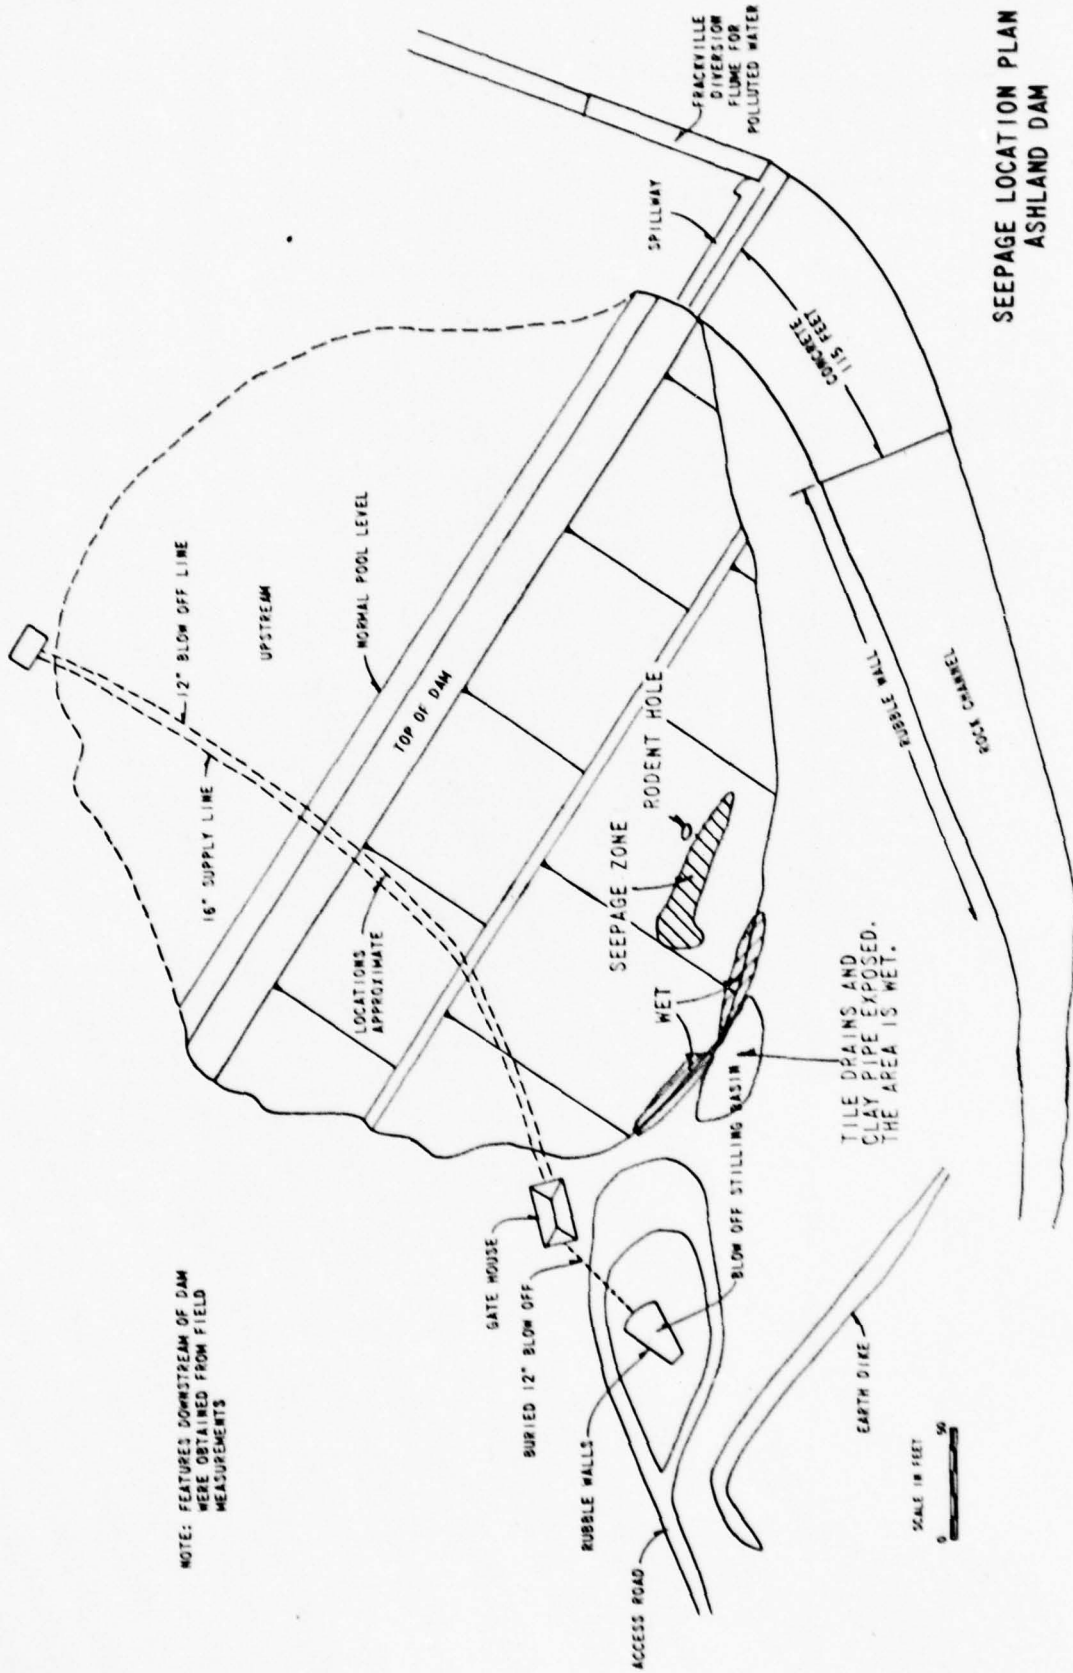 NOTE: FEATURES DOWNSTREAM OF DAM
WERE OBTAINED FROM FIELD
MEASUREMENTS
16" SUPPLY LINE
12" BLOW OFF LINE
UPSTREAM
NORMAL POOL LEVEL
TOP OF DAM
LOCATIONS
APPROXIMATE
GATE HOUSE
BURIED 12" BLOW OFF
RUBBLE WALLS
ACCESS ROAD
BLOW OFF STILLING BASIN
WET
SEEPAGE ZONE
RODENT HOLE
SPILLWAY
FRACKVILLE
DIVERSION
FLUME FOR
POLLUTED WATER
CONCRETE
115 FEET
RUBBLE WALL
ROCK CHANNEL
TILE DRAINS AND
CLAY PIPE EXPOSED.
THE AREA IS WET.
EARTH DIKE
SCALE IN FEET
0 50
SEEPAGE LOCATION PLAN
ASHLAND DAM